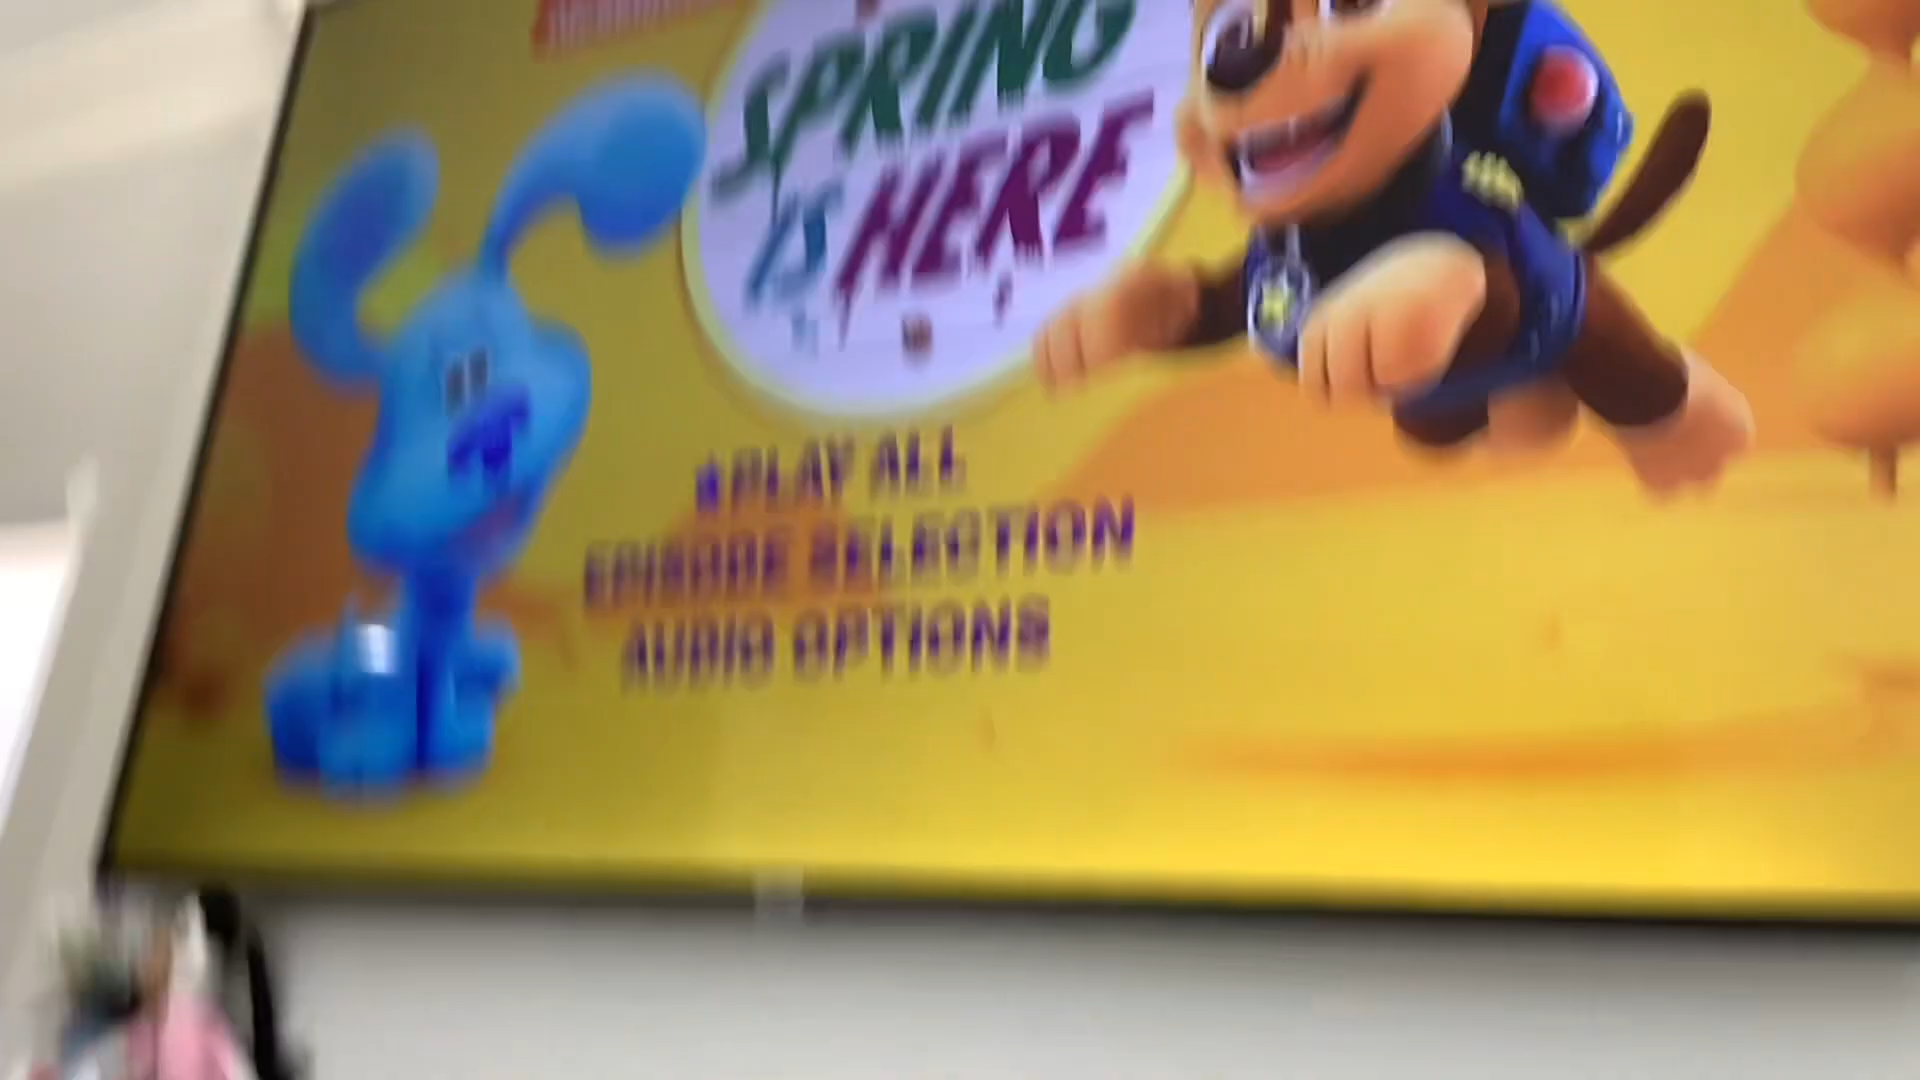 SPRING
IS HERE
PLAY ALL
EPISODE SELECTION
AUDIO OPTIONS